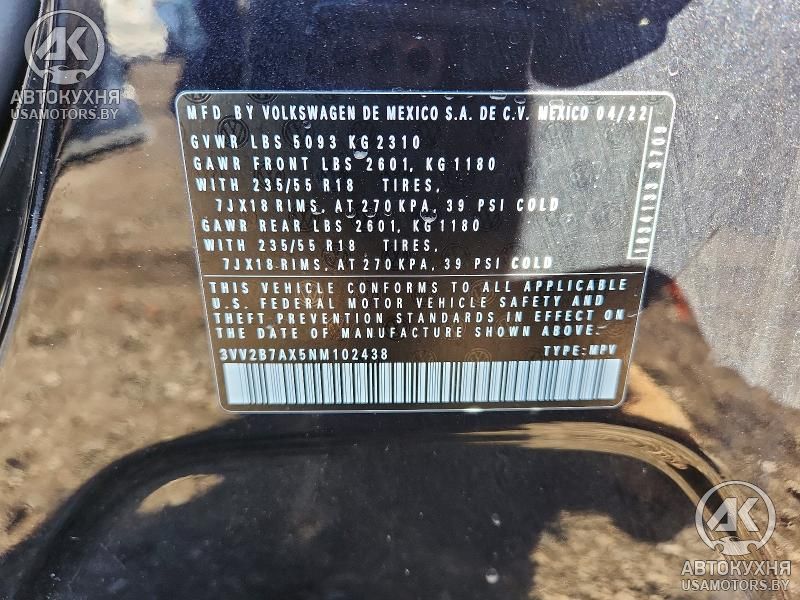 АВТОКУХНЯ
USAMOTORS.BY
MFD BY VOLKSWAGEN DE MEXICO S.A. DE C.V. MEXICO 04/22
GVWR LBS 5093 KG 2310
GAWR FRONT LBS 2601, KG 1180
WITH 235/55 R18 TIRES,
7JX18 RIMS, AT 270 KPA, 39 PSI COLD
GAWR REAR LBS 2601, KG 1180
WITH 235/55 R18 TIRES,
7JX18 RIMS, AT 270 KPA, 39 PSI COLD
THIS VEHICLE CONFORMS TO ALL APPLICABLE
U.S. FEDERAL MOTOR VEHICLE SAFETY AND
THEFT PREVENTION STANDARDS IN EFFECT ON
THE DATE OF MANUFACTURE SHOWN ABOVE.
3VV2B7AX5NM102438 TYPE: MPV
АВТОКУХНЯ
USAMOTORS.BY